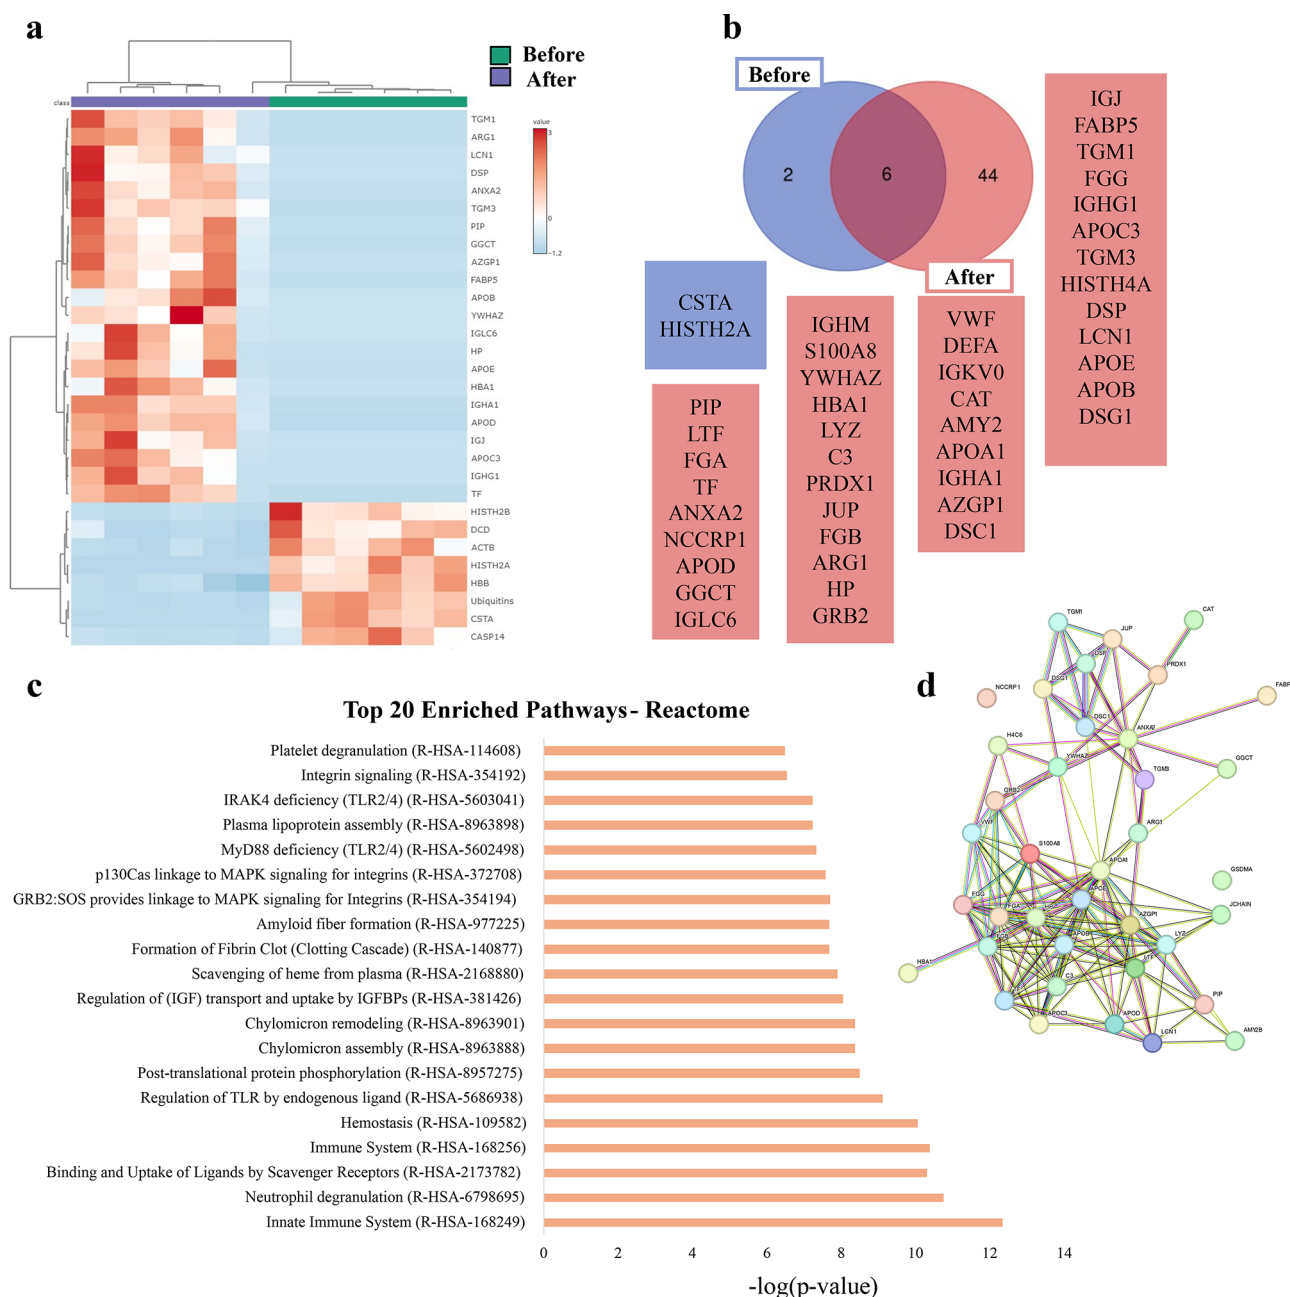 a
Before
After
class
value
3
0
−1.2
TGM1
ARG1
LCN1
DSP
ANXA2
TGM3
PIP
GGCT
AZGP1
FABP5
APOB
YWHAZ
IGLC6
HP
APOE
HBA1
IGHA1
APOD
IGJ
APOC3
IGHG1
TF
HISTH2B
DCD
ACTB
HISTH2A
HBB
Ubiquitins
CSTA
CASP14
b
Before
2
6
44
After
CSTA
HISTH2A
PIP
LTF
FGA
TF
ANXA2
NCCRP1
APOD
GGCT
IGLC6
IGHM
S100A8
YWHAZ
HBA1
LYZ
C3
PRDX1
JUP
FGB
ARG1
HP
GRB2
VWF
DEFA
IGKV0
CAT
AMY2
APOA1
IGHA1
AZGP1
DSC1
IGJ
FABP5
TGM1
FGG
IGHG1
APOC3
TGM3
HISTH4A
DSP
LCN1
APOE
APOB
DSG1
c
Top 20 Enriched Pathways- Reactome
Platelet degranulation (R-HSA-114608)
Integrin signaling (R-HSA-354192)
IRAK4 deficiency (TLR2/4) (R-HSA-5603041)
Plasma lipoprotein assembly (R-HSA-8963898)
MyD88 deficiency (TLR2/4) (R-HSA-5602498)
p130Cas linkage to MAPK signaling for integrins (R-HSA-372708)
GRB2:SOS provides linkage to MAPK signaling for Integrins (R-HSA-354194)
Amyloid fiber formation (R-HSA-977225)
Formation of Fibrin Clot (Clotting Cascade) (R-HSA-140877)
Scavenging of heme from plasma (R-HSA-2168880)
Regulation of (IGF) transport and uptake by IGFBPs (R-HSA-381426)
Chylomicron remodeling (R-HSA-8963901)
Chylomicron assembly (R-HSA-8963888)
Post-translational protein phosphorylation (R-HSA-8957275)
Regulation of TLR by endogenous ligand (R-HSA-5686938)
Hemostasis (R-HSA-109582)
Immune System (R-HSA-168256)
Binding and Uptake of Ligands by Scavenger Receptors (R-HSA-2173782)
Neutrophil degranulation (R-HSA-6798695)
Innate Immune System (R-HSA-168249)
0 2 4 6 8 10 12 14
-log(p-value)
d
TGM1
CAT
JUP
DSP
PRDX1
DSG1
NCCRP1
FABP
DSC1
ANXA2
H4C6
YWHAZ
GGCT
TGM3
GRB2
VWF
ARG1
S100A8
APOA1
GSDMA
APOE
FGG
FGA
HP
AZGP1
JCHAIN
FGB
APOB
LYZ
HBA1
LTF
C3
TF
PIP
APOC3
APOD
LCN1
AMY2B